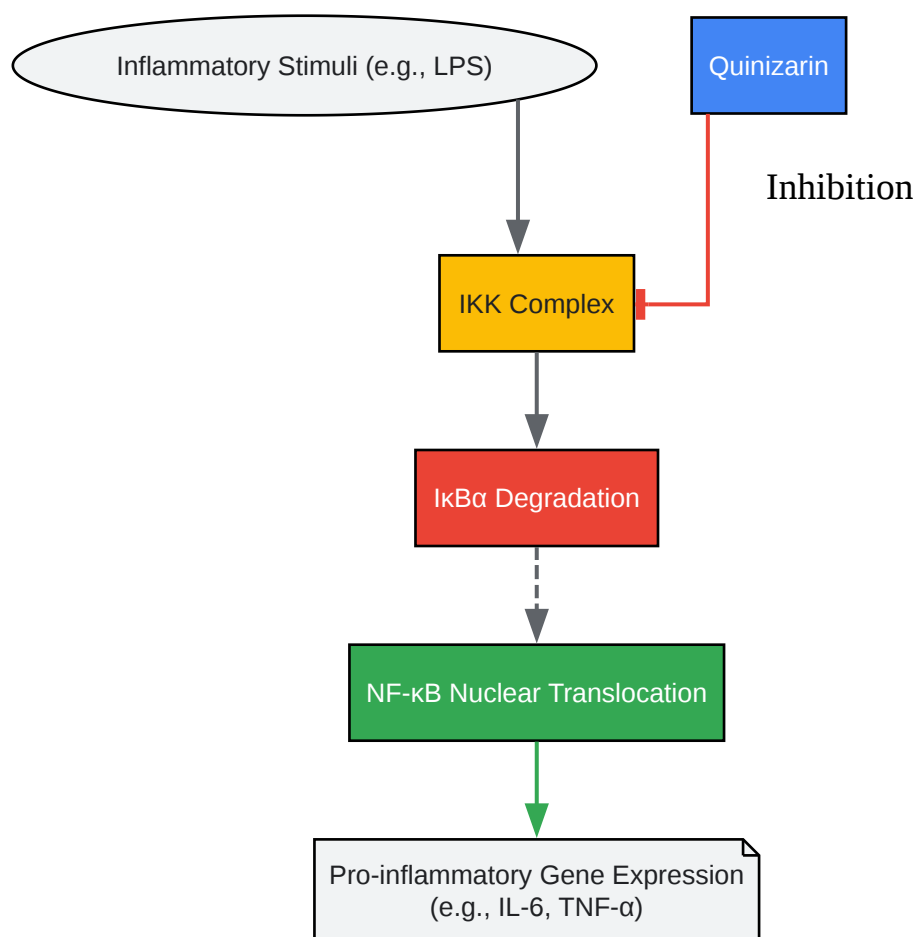 Inflammatory Stimuli (e.g., LPS)
Quinizarin
Inhibition
IKK Complex
IκBα Degradation
NF-κB Nuclear Translocation
Pro-inflammatory Gene Expression
(e.g., IL-6, TNF-α)